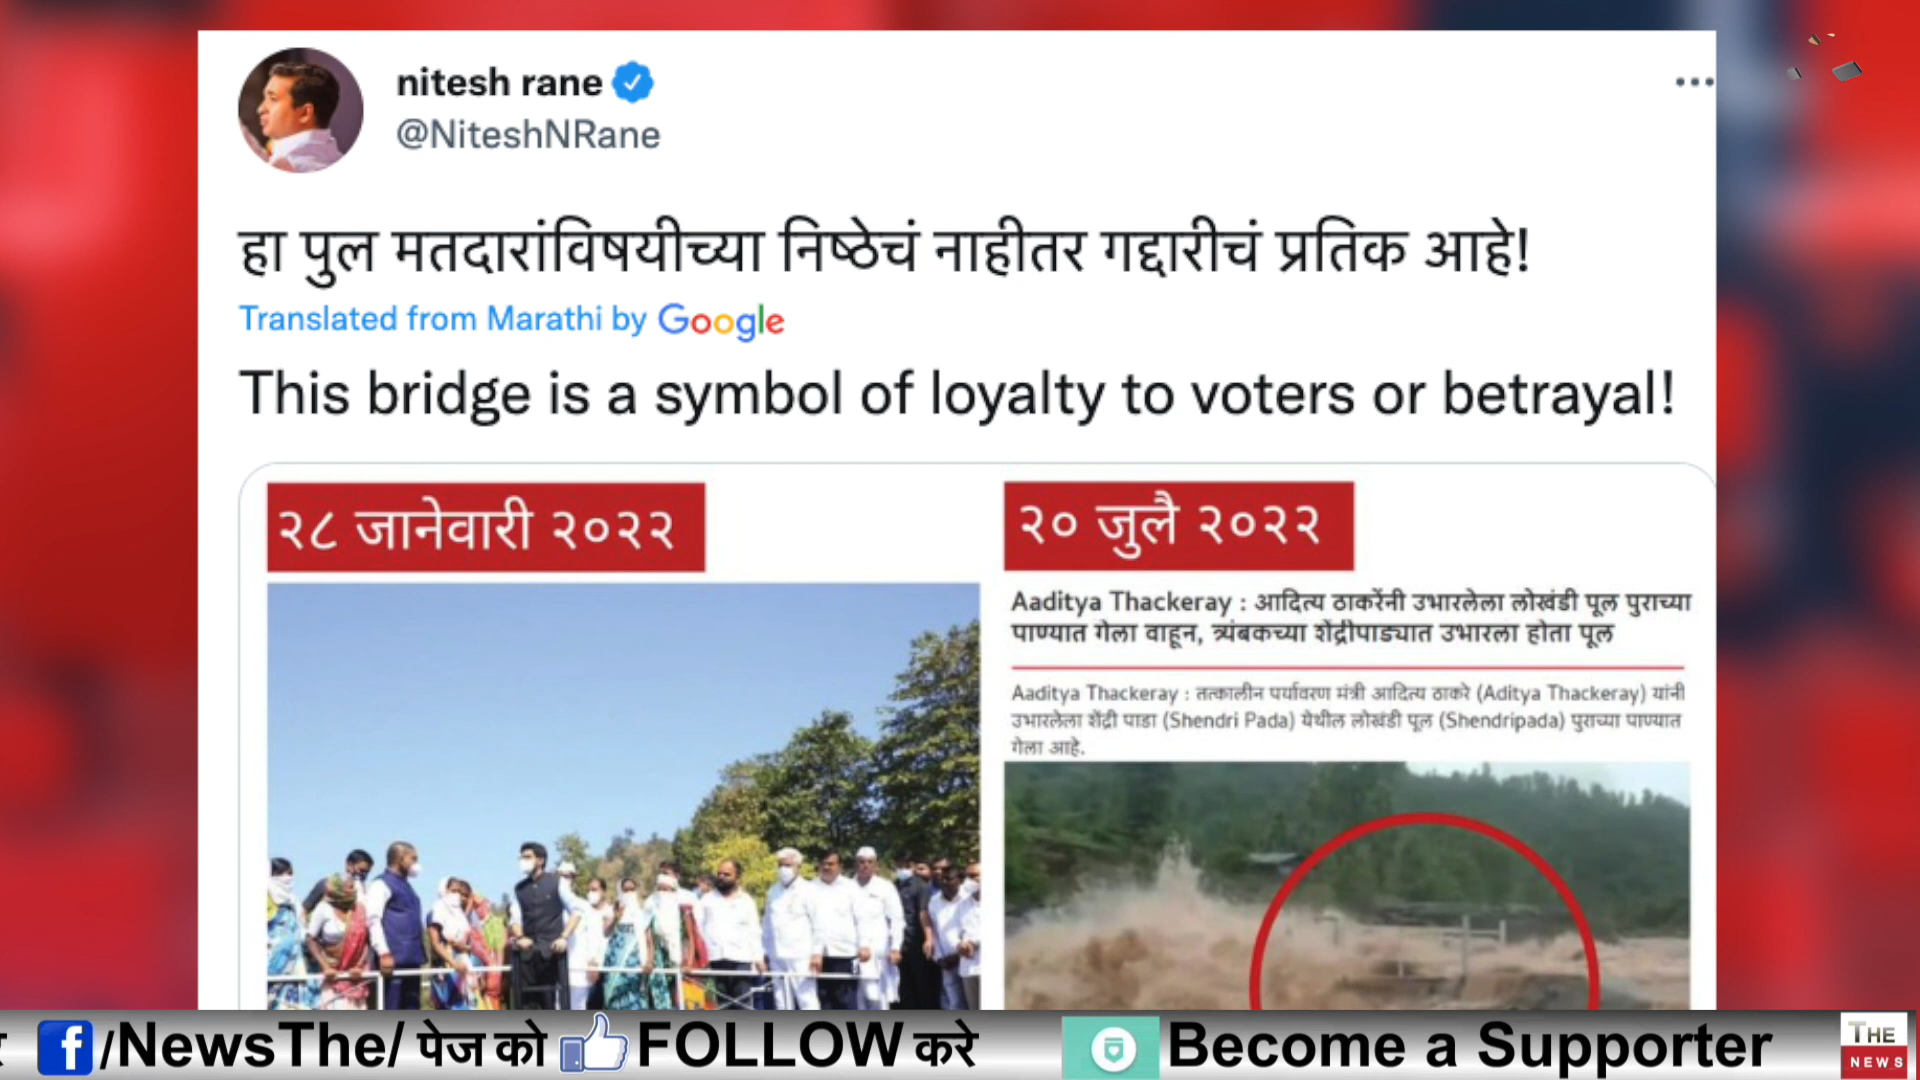 nitesh rane
@NiteshNRane
हा पुल मतदारांविषयीच्या निष्ठेचं नाहीतर गद्दारीचं प्रतिक आहे!
Translated from Marathi by Google
This bridge is a symbol of loyalty to voters or betrayal!
२८ जानेवारी २०२२
२० जुलै २०२२
Aaditya Thackeray : आदित्य ठाकरेंनी उभारलेला लोखंडी पूल पुराच्या
पाण्यात गेला वाहून, त्र्यंबकच्या शेंद्रीपाड्यात उभारला होता पूल
Aaditya Thackeray : तत्कालीन पर्यावरण मंत्री आदित्य ठाकरे (Aditya Thackeray) यांनी
उभारलेला शेंद्री पाडा (Shendri Pada) येथील लोखंडी पूल (Shendripada) पुराच्या पाण्यात
गेला आहे.
/NewsThe/ पेज को FOLLOW करे Become a Supporter
THE
NEWS